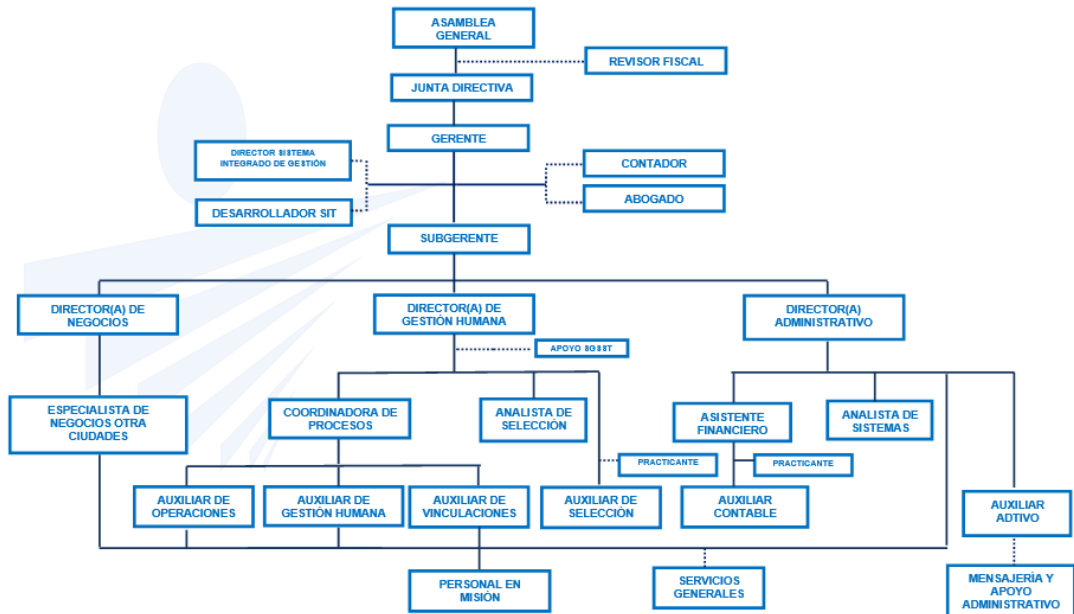 ASAMBLEA
GENERAL
REVISOR FISCAL
JUNTA DIRECTIVA
GERENTE
DIRECTOR SISTEMA
INTEGRADO DE GESTIÓN
CONTADOR
DESARROLLADOR SIT
ABOGADO
SUBGERENTE
DIRECTOR(A) DE
NEGOCIOS
DIRECTOR(A) DE
GESTIÓN HUMANA
DIRECTOR(A)
ADMINISTRATIVO
APOYO SGSST
ESPECIALISTA DE
NEGOCIOS OTRA
CIUDADES
COORDINADORA DE
PROCESOS
ANALISTA DE
SELECCIÓN
ASISTENTE
FINANCIERO
ANALISTA DE
SISTEMAS
PRACTICANTE
PRACTICANTE
AUXILIAR DE
OPERACIONES
AUXILIAR DE
GESTIÓN HUMANA
AUXILIAR DE
VINCULACIONES
AUXILIAR DE
SELECCIÓN
AUXILIAR
CONTABLE
AUXILIAR
ADTIVO
PERSONAL EN
MISIÓN
SERVICIOS
GENERALES
MENSAJERÍA Y
APOYO
ADMINISTRATIVO